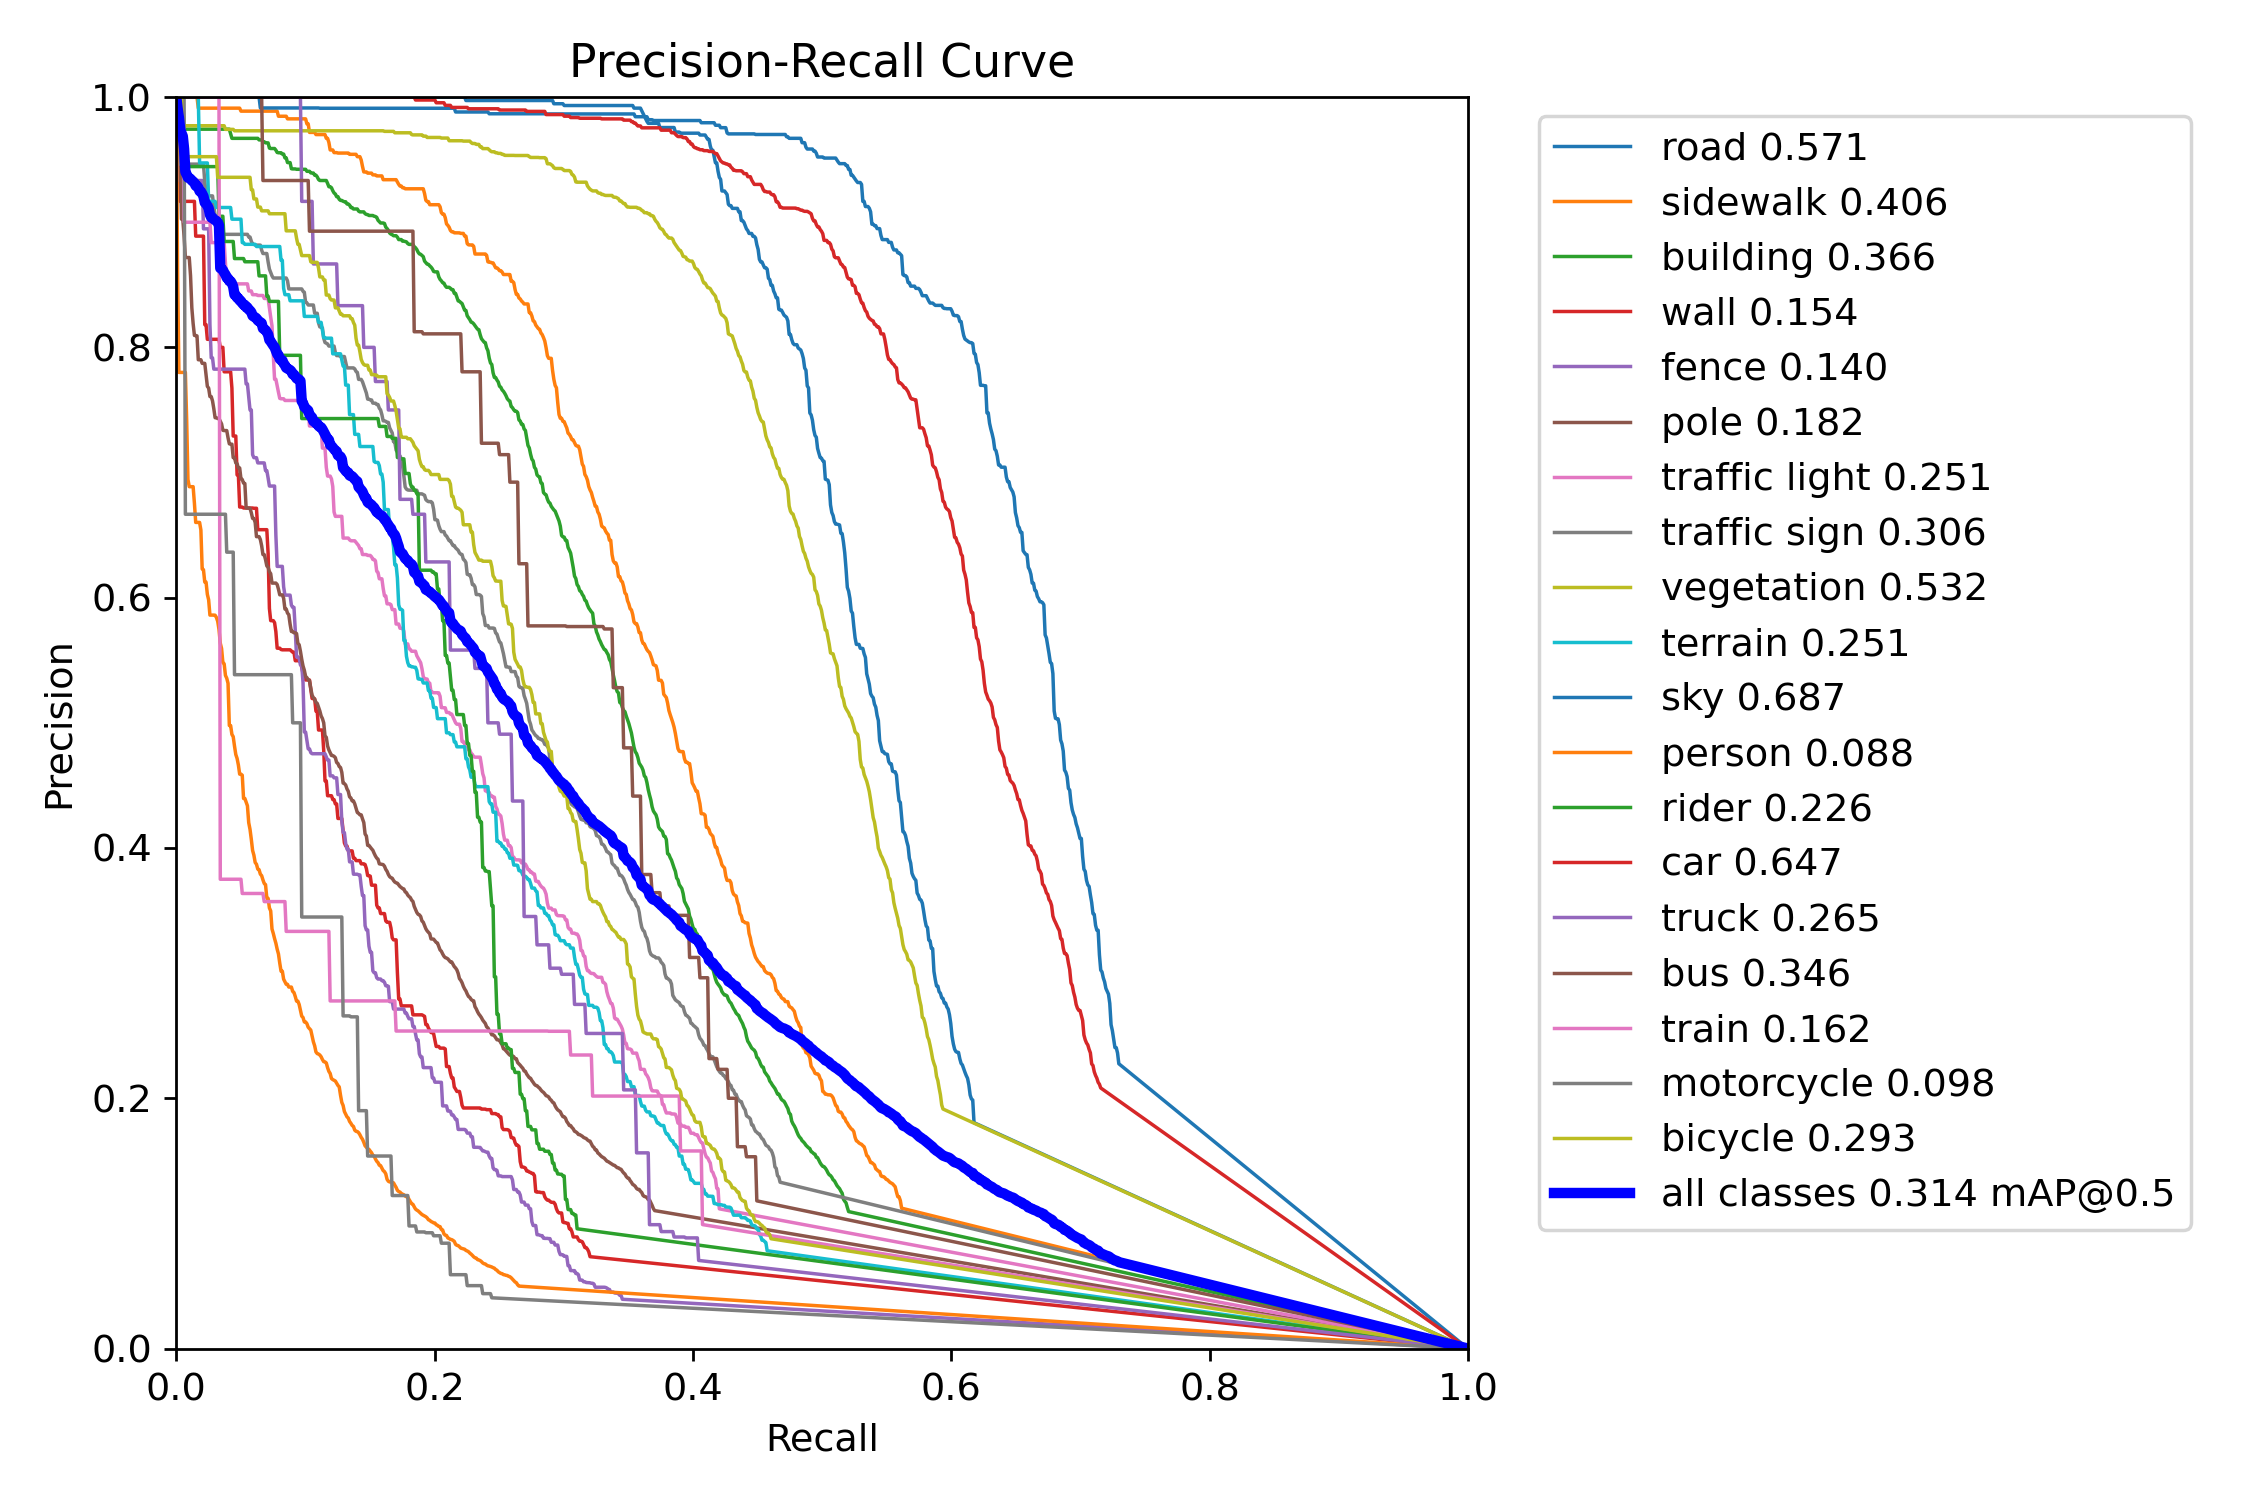 Precision-Recall Curve
1.0
0.8
0.6
0.4
0.2
0.0
Precision
0.0 0.2 0.4 0.6 0.8 1.0
Recall
road 0.571
sidewalk 0.406
building 0.366
wall 0.154
fence 0.140
pole 0.182
traffic light 0.251
traffic sign 0.306
vegetation 0.532
terrain 0.251
sky 0.687
person 0.088
rider 0.226
car 0.647
truck 0.265
bus 0.346
train 0.162
motorcycle 0.098
bicycle 0.293
all classes 0.314 mAP@0.5